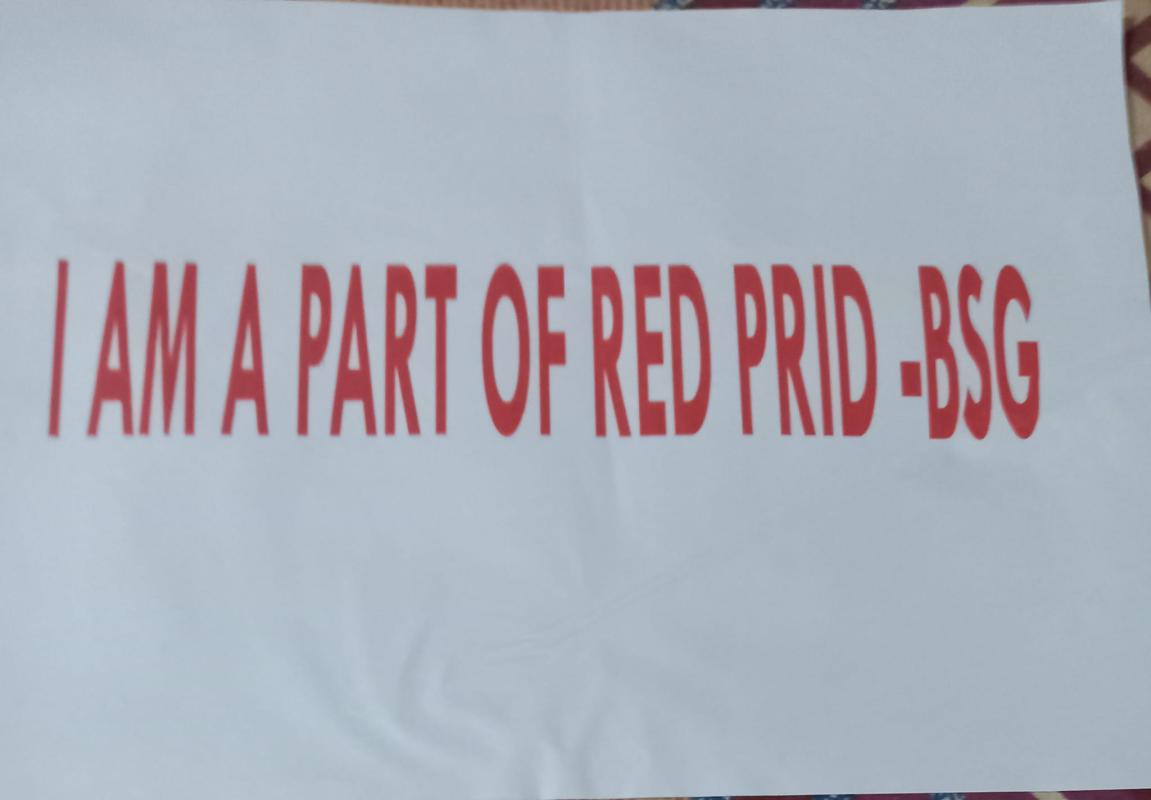 I AM A PART OF RED PRID -BSG